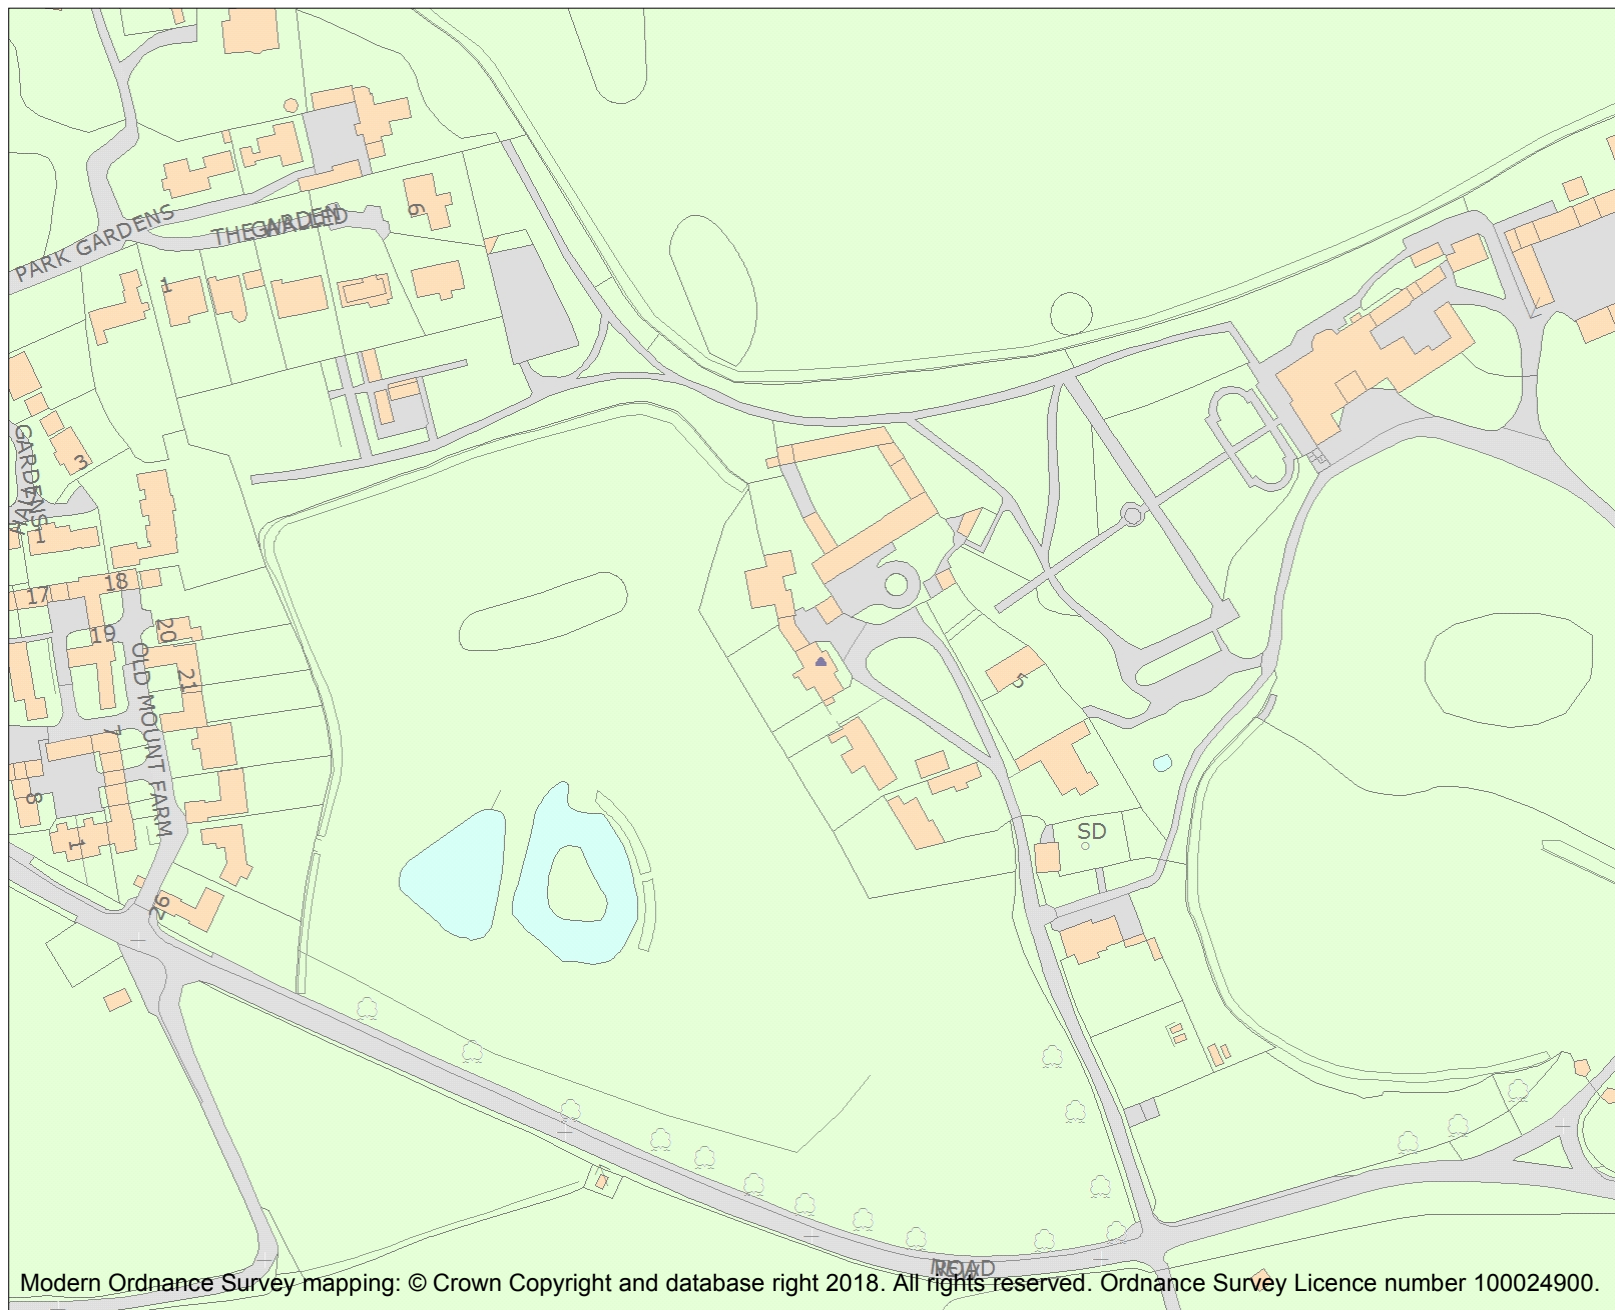 PARK GARDENS
THE WALLED
GARDEN
6
1
3
GARDENS
1
17
18
19
20
21
OLD MOUNT FARM
7
8
1
26
5
SD
ROAD
Modern Ordnance Survey mapping: © Crown Copyright and database right 2018. All rights reserved. Ordnance Survey Licence number 100024900.